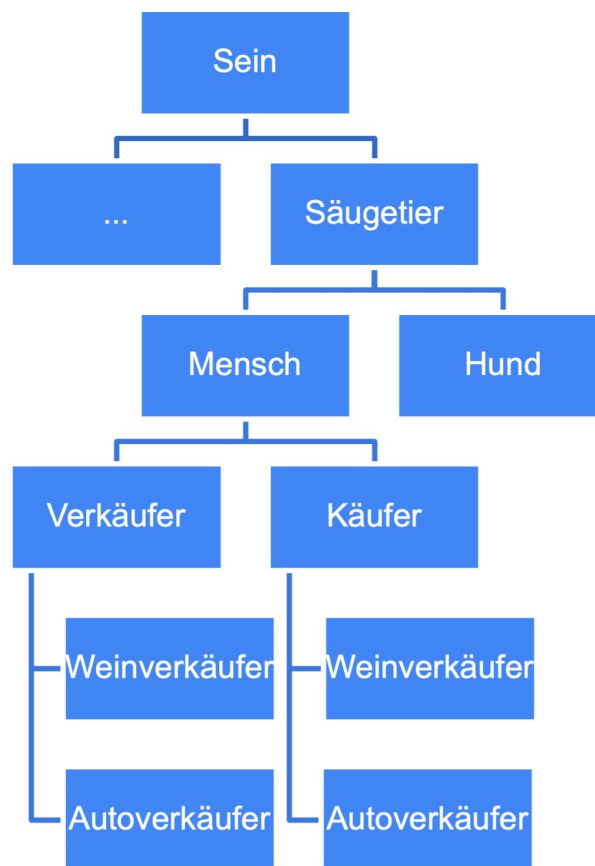 Sein
...
Säugetier
Mensch
Hund
Verkäufer
Käufer
Weinverkäufer
Weinverkäufer
Autoverkäufer
Autoverkäufer